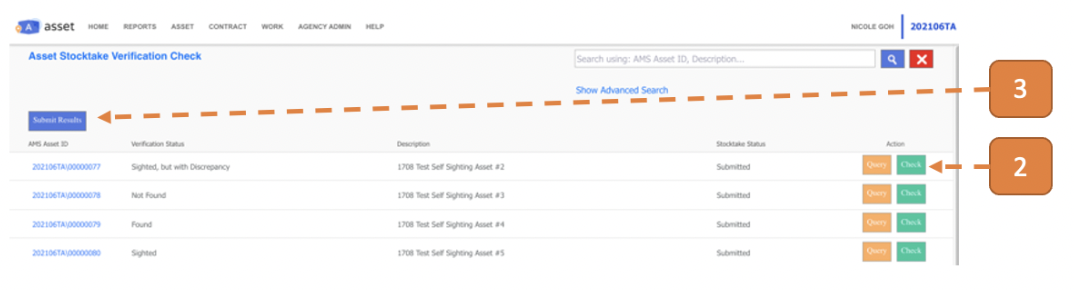 A asset HOME REPORTS ASSET CONTRACT WORK AGENCY ADMIN HELP NICOLE GOH 202106TA
Asset Stocktake Verification Check Search using: AMS Asset ID, Description...
Show Advanced Search
3
Submit Results
AMS Asset ID Verification Status Description Stocktake Status Action
202106TA\00000077 Sighted, but with Discrepancy 1708 Test Self Sighting Asset #2 Submitted Query Check
2
202106TA\00000078 Not Found 1708 Test Self Sighting Asset #3 Submitted Query Check
202106TA\00000079 Found 1708 Test Self Sighting Asset #4 Submitted Query Check
202106TA\00000080 Sighted 1708 Test Self Sighting Asset #5 Submitted Query Check